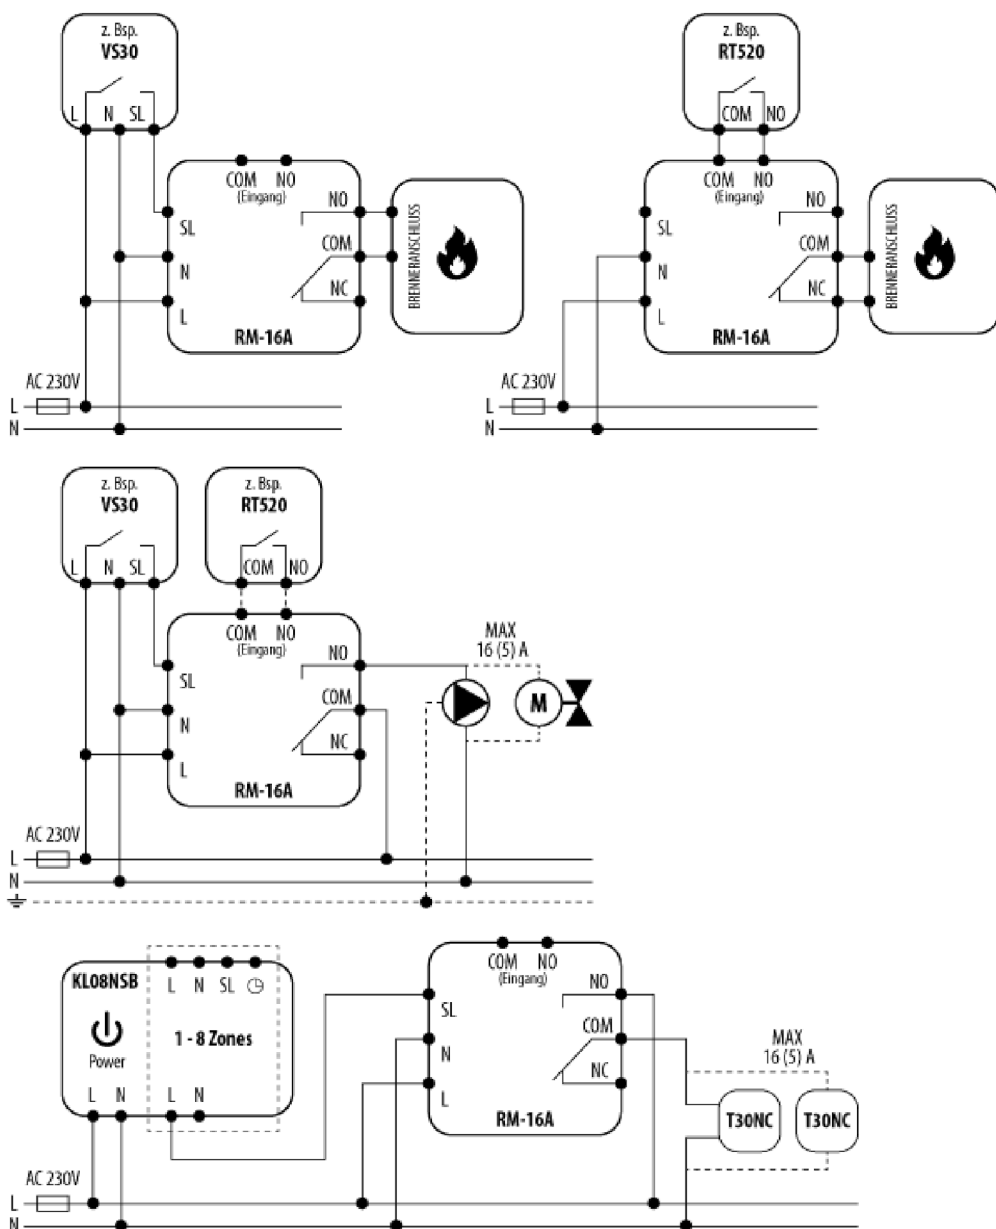 z. Bsp.
VS30
L N SL
COM NO
(Eingang)
NO
SL
COM
N
NC
L
RM-16A
BRENNERANSCHLUSS
AC 230V
L
N
z. Bsp.
RT520
COM NO
COM NO
(Eingang)
NO
SL
COM
N
NC
L
RM-16A
BRENNERANSCHLUSS
AC 230V
L
N
z. Bsp.
VS30
L N SL
z. Bsp.
RT520
COM NO
COM NO
(Eingang)
NO
SL
COM
N
NC
L
RM-16A
MAX
16 (5) A
M
AC 230V
L
N
KL08NSB
L N SL
Power
1 - 8 Zones
L N L N
COM NO
(Eingang)
NO
SL
COM
N
NC
L
RM-16A
MAX
16 (5) A
T30NC T30NC
AC 230V
L
N